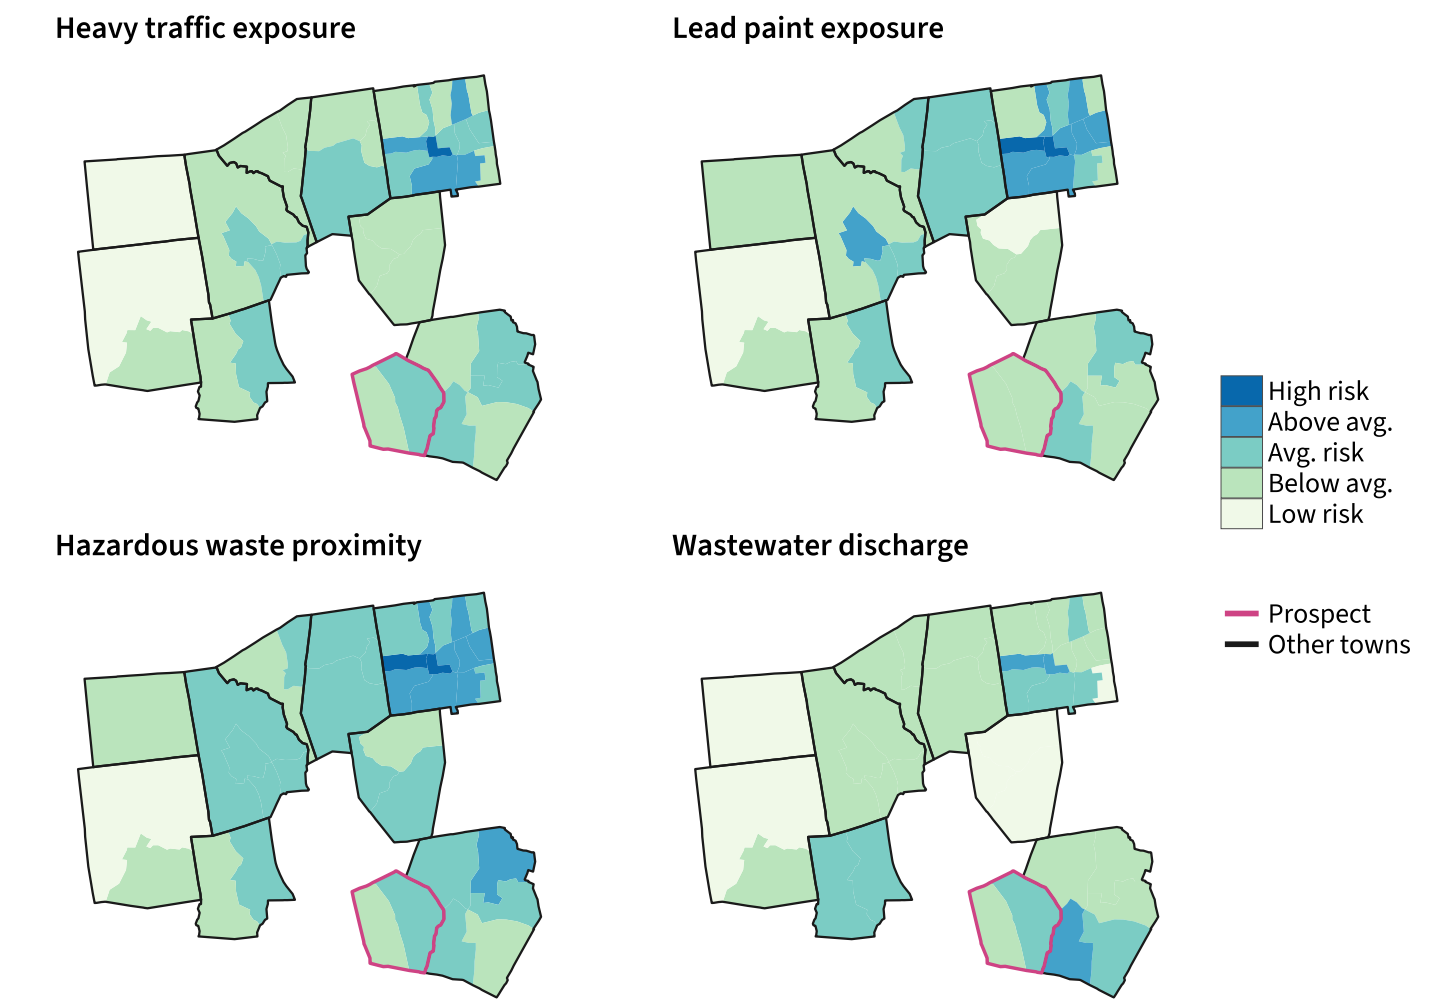 Heavy traffic exposure
Lead paint exposure
High risk
Above avg.
Avg. risk
Below avg.
Low risk
Hazardous waste proximity
Wastewater discharge
Prospect
Other towns